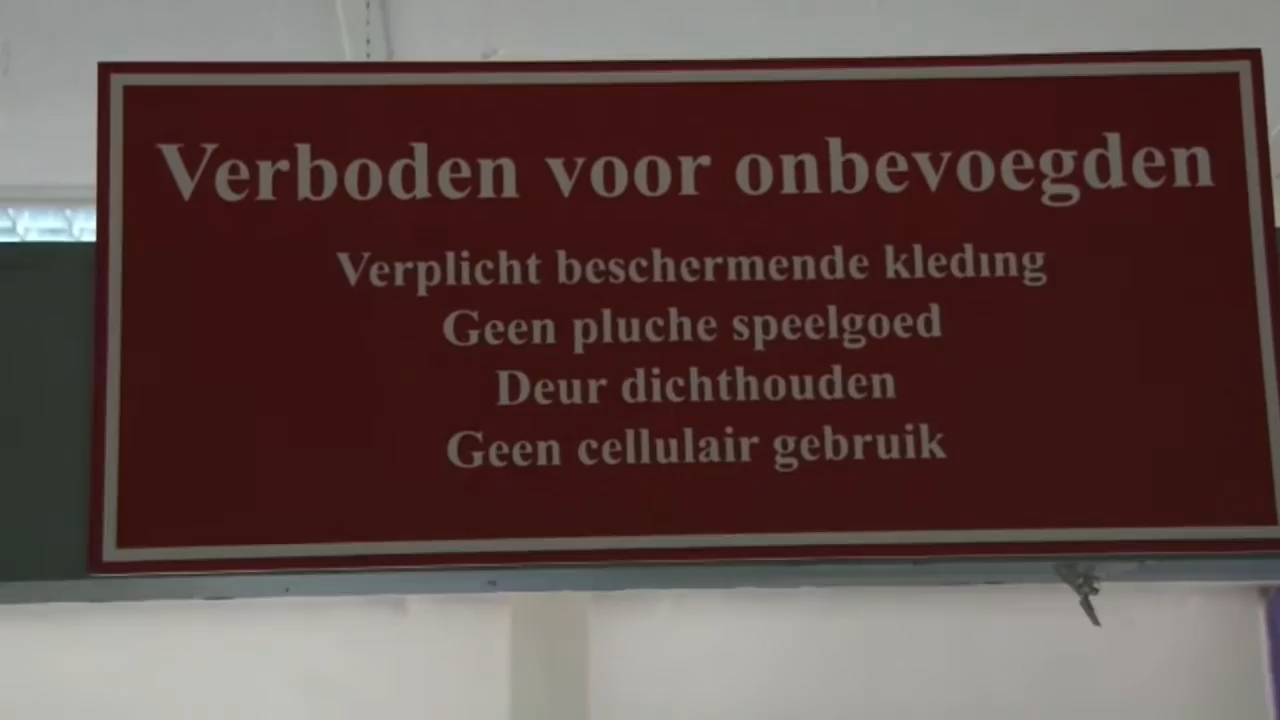 Verboden voor onbevoegden
Verplicht beschermende kleding
Geen pluche speelgoed
Deur dichthouden
Geen cellulair gebruik